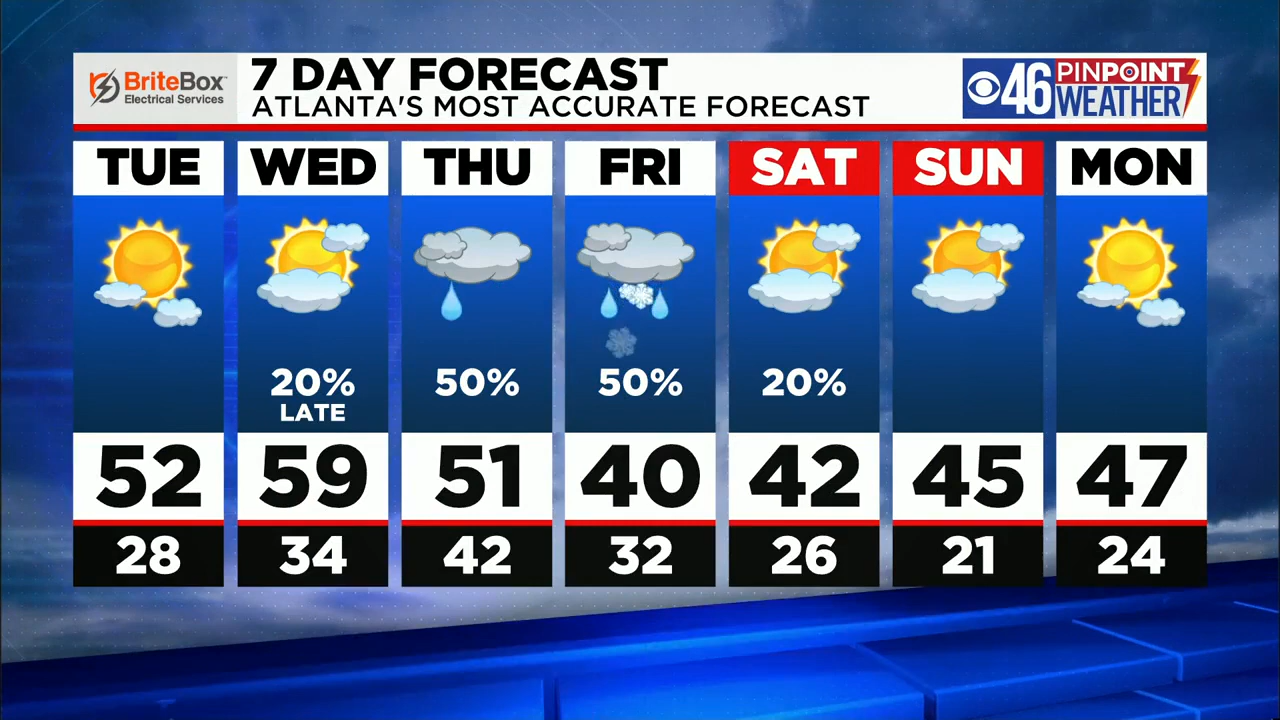 BriteBox™
Electrical Services
7 DAY FORECAST
ATLANTA'S MOST ACCURATE FORECAST
46
PINPOINT
WEATHER
TUE WED THU FRI SAT SUN MON
20% 50% 50% 20%
LATE
52 59 51 40 42 45 47
28 34 42 32 26 21 24